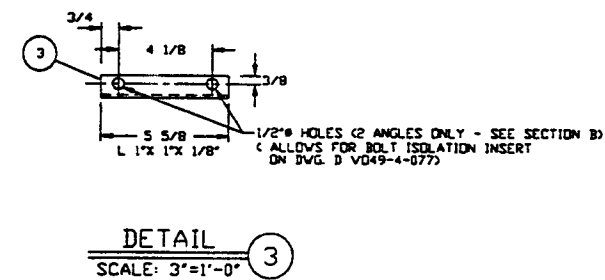 3/4
4 1/8
3
3/8
5 5/8
L 1"X 1"X 1/8"
1/2"ø HOLES (2 ANGLES ONLY - SEE SECTION B)
( ALLOWS FOR BOLT ISOLATION INSERT
ON DWG. D V049-4-077)
DETAIL 3
SCALE: 3"=1'-0"